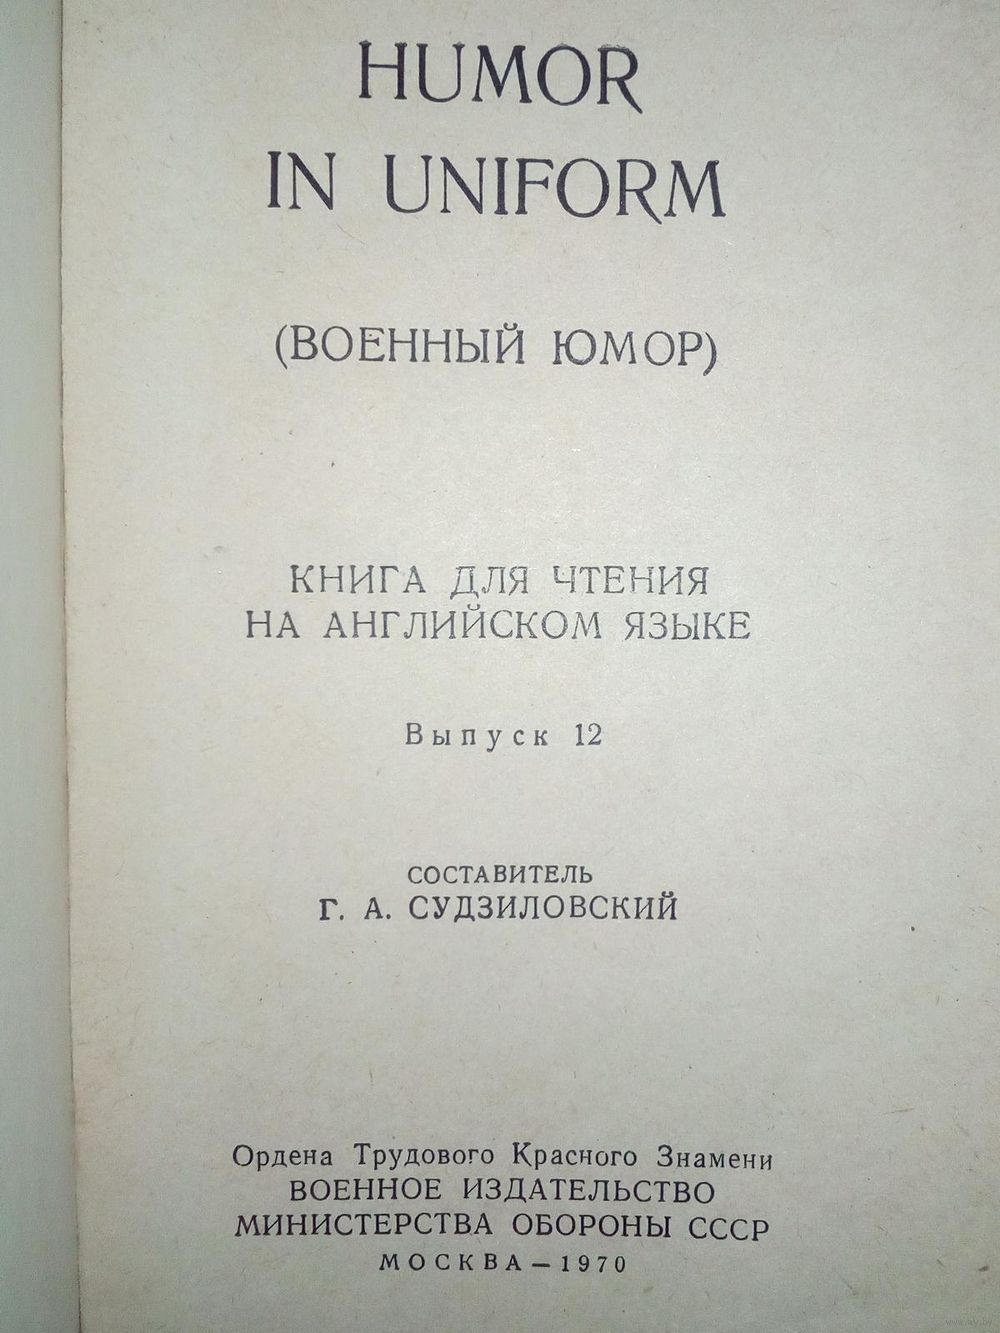 HUMOR
IN UNIFORM
(ВОЕННЫЙ ЮМОР)
КНИГА ДЛЯ ЧТЕНИЯ
НА АНГЛИЙСКОМ ЯЗЫКЕ
Выпуск 12
СОСТАВИТЕЛЬ
Г. А. СУДЗИЛОВСКИЙ
Ордена Трудового Красного Знамени
ВОЕННОЕ ИЗДАТЕЛЬСТВО
МИНИСТЕРСТВА ОБОРОНЫ СССР
МОСКВА — 1970